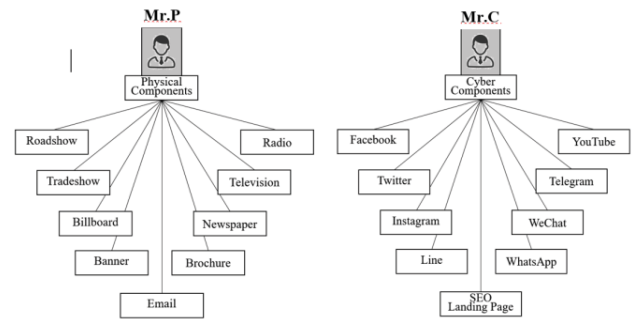 Mr.P
Mr.C
Physical
Components
Cyber
Components
Roadshow
Radio
Facebook
YouTube
Tradeshow
Television
Twitter
Telegram
Billboard
Newspaper
Instagram
WeChat
Banner
Brochure
Line
WhatsApp
Email
SEO
Landing Page